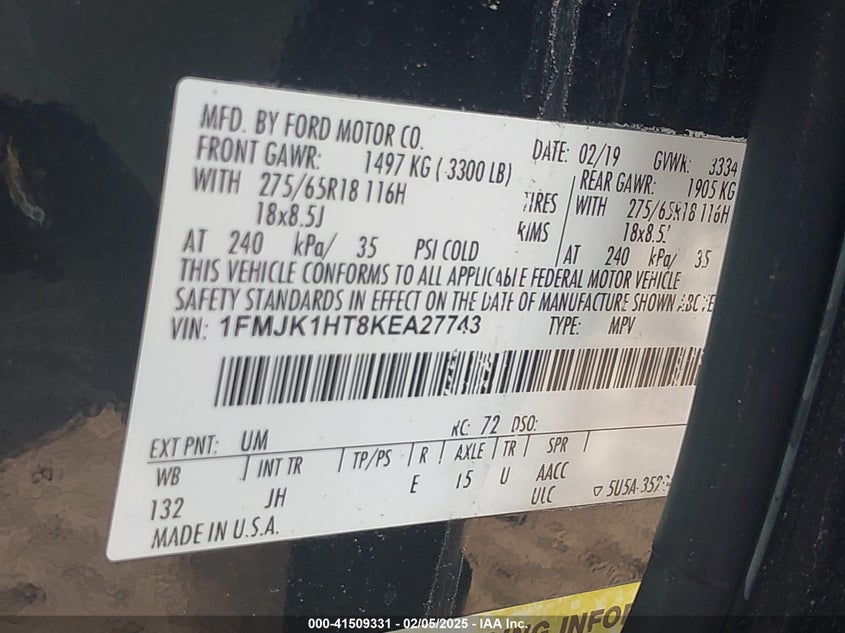 MFD. BY FORD MOTOR CO.
DATE: 02/19 GVWR: 3334
FRONT GAWR: 1497 KG ( 3300 LB)
REAR GAWR: 1905 KG
WITH 275/65R18 116H
TIRES WITH 275/65R18 116H
18x8.5J
RIMS 18x8.5
AT 240 kPa/ 35 PSI COLD
AT 240 kPa/ 35
THIS VEHICLE CONFORMS TO ALL APPLICABLE FEDERAL MOTOR VEHICLE
SAFETY STANDARDS IN EFFECT ON THE DATE OF MANUFACTURE SHOWN
VIN: 1FMJK1HT8KEA27743 TYPE: MPV
EXT PNT: UM RC: 72 DSO:
WB INT TR TP/PS R AXLE TR SPR
132 JH E 15 U AACC
ULC
MADE IN U.S.A.
000-41509331 - 02/05/2025 - IAA Inc.